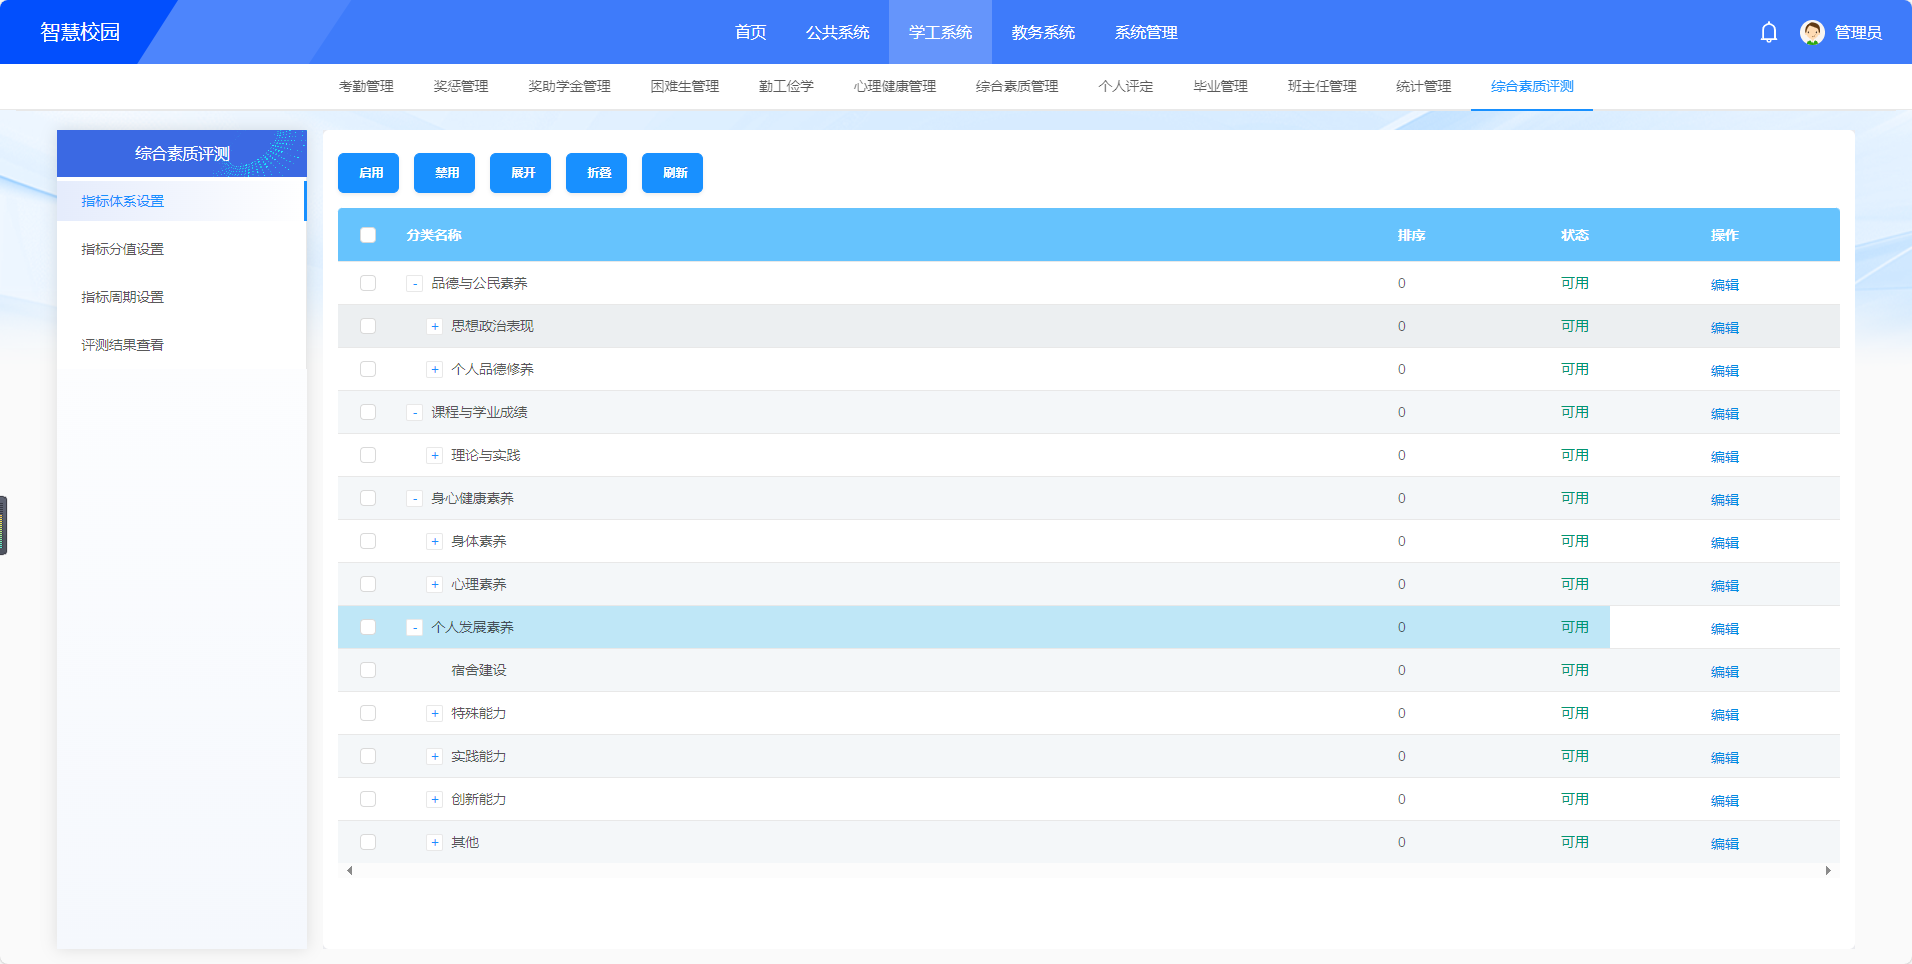 智慧校园 首页 公共系统 学工系统 教务系统 系统管理 管理员
考勤管理 奖惩管理 奖助学金管理 困难生管理 勤工俭学 心理健康管理 综合素质管理 个人评定 毕业管理 班主任管理 统计管理 综合素质评测
综合素质评测
指标体系设置
指标分值设置
指标周期设置
评测结果查看
启用 禁用 展开 折叠 刷新
分类名称 排序 状态 操作
- 品德与公民素养 0 可用 编辑
+ 思想政治表现 0 可用 编辑
+ 个人品德修养 0 可用 编辑
- 课程与学业成绩 0 可用 编辑
+ 理论与实践 0 可用 编辑
- 身心健康素养 0 可用 编辑
+ 身体素养 0 可用 编辑
+ 心理素养 0 可用 编辑
- 个人发展素养 0 可用 编辑
宿舍建设 0 可用 编辑
+ 特殊能力 0 可用 编辑
+ 实践能力 0 可用 编辑
+ 创新能力 0 可用 编辑
+ 其他 0 可用 编辑